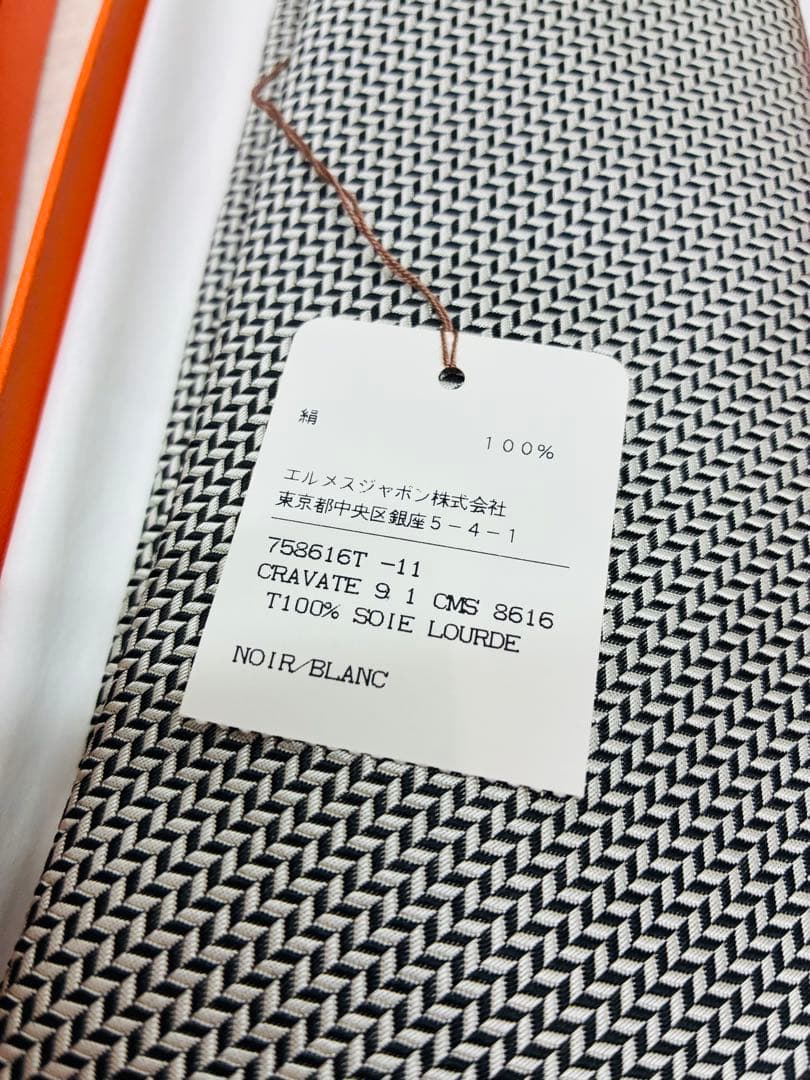 絹
100%
エルメスジャポン株式会社
東京都中央区銀座5-4-1
758616T -11
CRAVATE 9.1 CMS 8616
T100% SOIE LOURDE
NOIR/BLANC